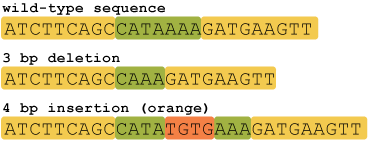 wild-type sequence
ATCTTCAGCCATAAAAGATGAAGTT
3 bp deletion
ATCTTCAGCCAAAGATGAAGTT
4 bp insertion (orange)
ATCTTCAGCCATATGTGAAAGATGAAGTT